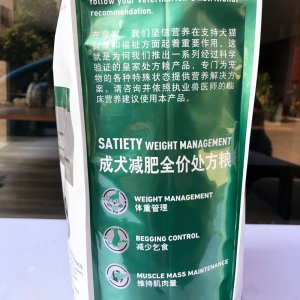 follow your veterinarian's nutritional
recommendation.
在皇家，我们坚信营养在支持犬猫
健康和福祉方面起着重要作用。这
就是为何我们推出一系列经过科学
验证的皇家处方粮产品，专门为宠
物的各种特殊状态提供营养解决方
案。请咨询并依照执业兽医师的临
床营养建议使用本产品。
SATIETY WEIGHT MANAGEMENT
成犬减肥全价处方粮
WEIGHT MANAGEMENT
体重管理
BEGGING CONTROL
减少乞食
MUSCLE MASS MAINTENANCE
维持肌肉量